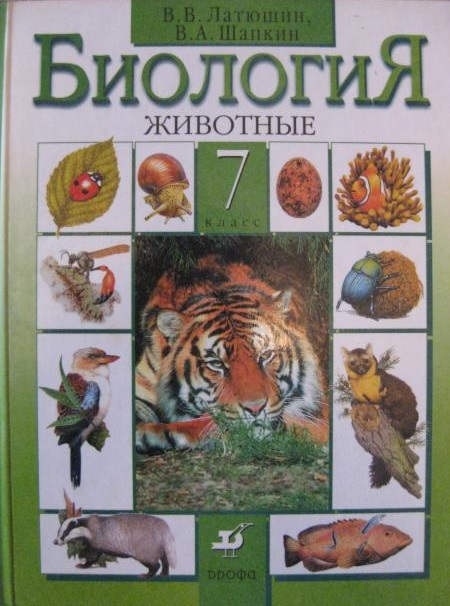 В.В. Латюшин,
В.А. Шапкин
БИОЛОГИЯ
ЖИВОТНЫЕ
7
класс
дрофа